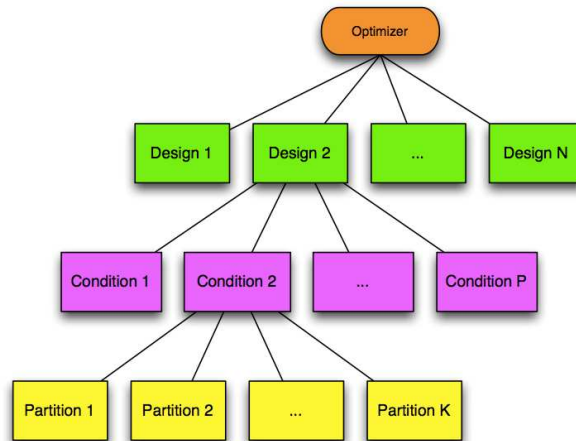 Optimizer
Design 1
Design 2
...
Design N
Condition 1
Condition 2
...
Condition P
Partition 1
Partition 2
...
Partition K